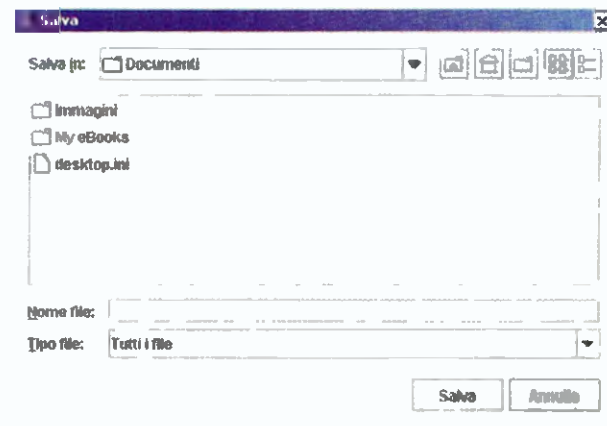 Salva
Salva in: Documenti
Immagini
My eBooks
desktop.ini
Nome file:
Tipo file: Tutti i file
Salva Annulla